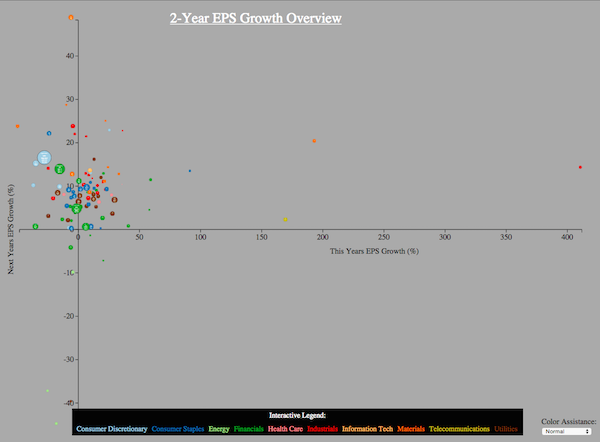 2-Year EPS Growth Overview
40
30
20
10
0
50
100
150
200
250
300
350
400
This Years EPS Growth (%)
Next Years EPS Growth (%)
-10
-20
-30
-40
Interactive Legend:
Consumer Discretionary Consumer Staples Energy Financials Health Care Industrials Information Tech Materials Telecommunications Utilities
Color Assistance:
Normal